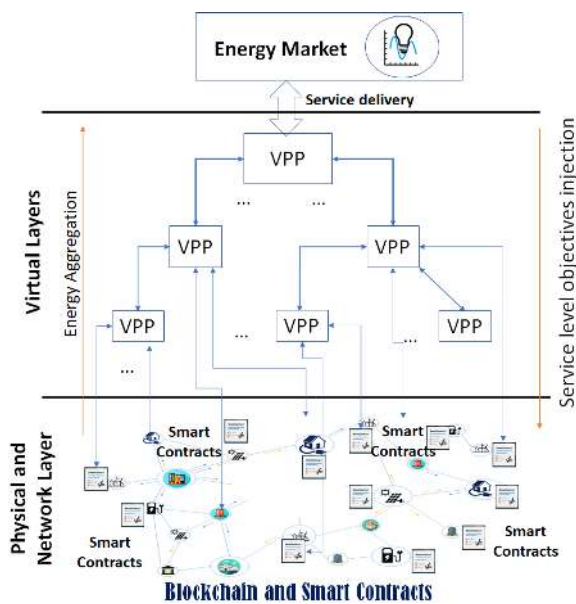 Energy Market
Service delivery
VPP
... ...
VPP
VPP
VPP
...
VPP
...
VPP
...
Virtual Layers
Energy Aggregation
Service level objectives injection
Physical and
Network Layer
Smart
Contracts
Smart
Contracts
Smart
Contracts
Smart
Contracts
Blockchain and Smart Contracts